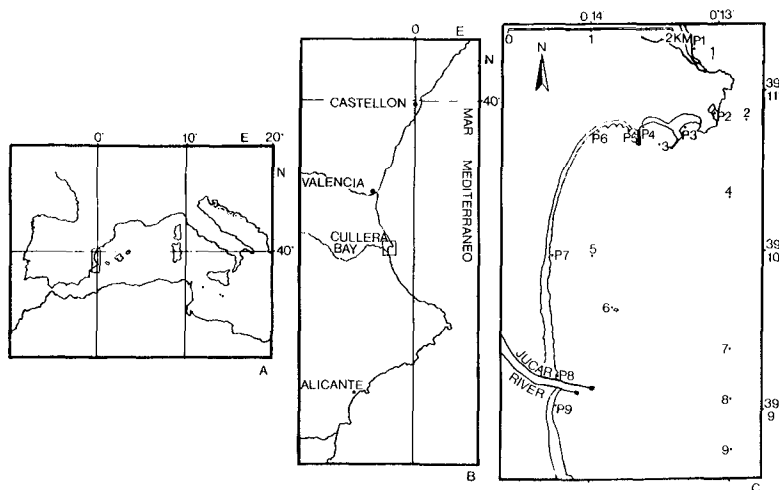 0° E 20°
N
10°
40°
A
0 E
N
CASTELLON
40°
MAR MEDITERRANEO
VALENCIA
CULLERA
BAY
ALICANTE
B
0 14' 0 13'
0 1 2 KM
N
P1
1
39
11
P2 2
P3
P4
P5
P6
3
4
39
10
P7 5
6
7
JUCAR
RIVER
P8
8
39
9
P9
9
C